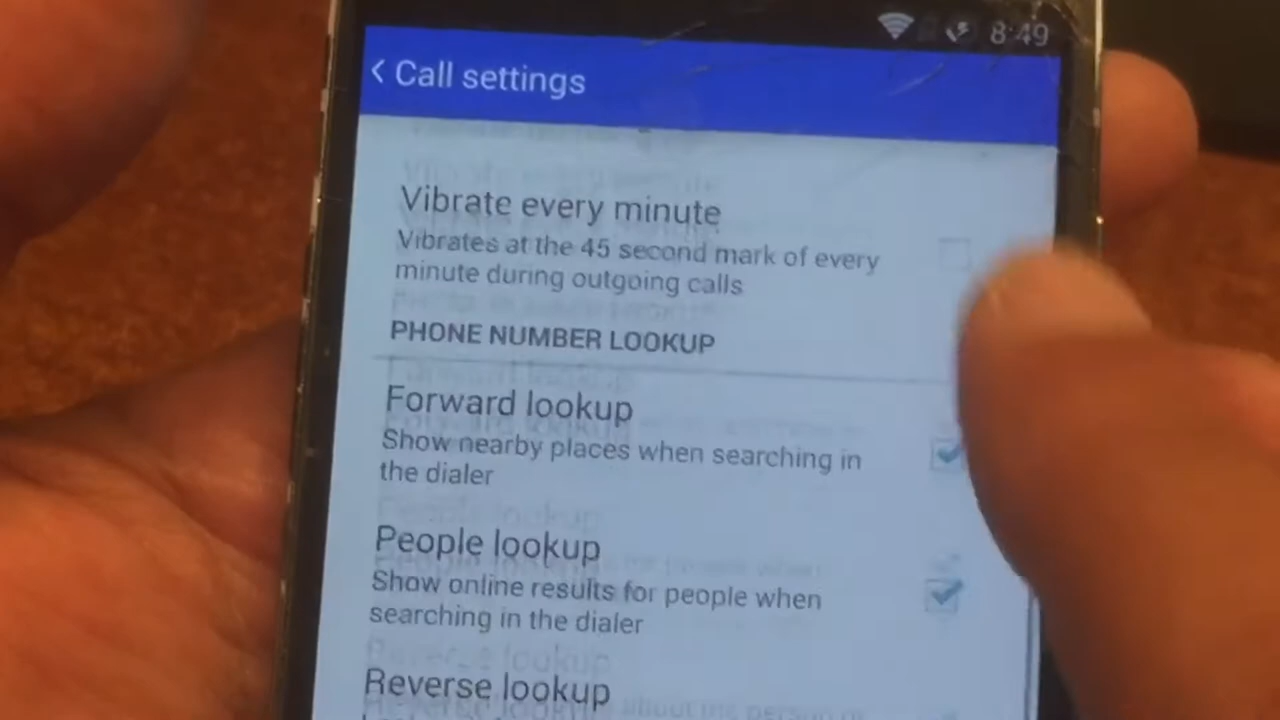 8:49
Call settings
Vibrate every minute
Vibrates at the 45 second mark of every
minute during outgoing calls
PHONE NUMBER LOOKUP
Forward lookup
Show nearby places when searching in
the dialer
People lookup
Show online results for people when
searching in the dialer
Reverse lookup